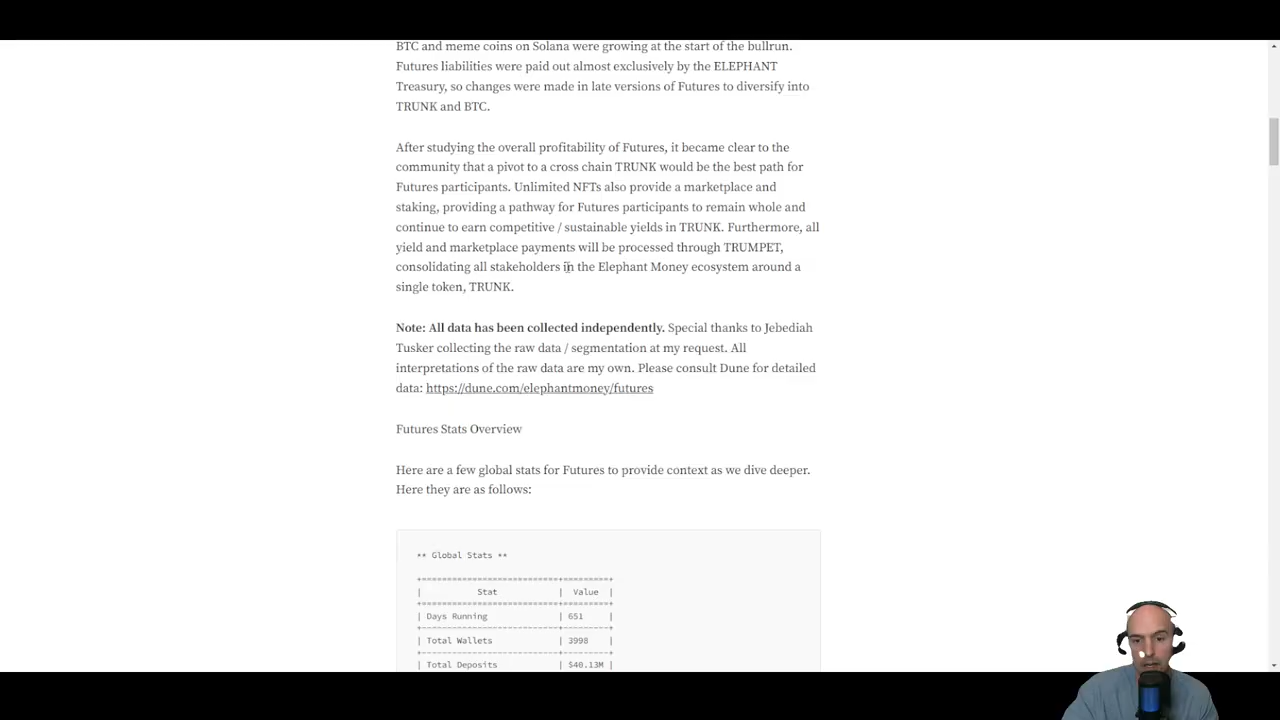 BTC and meme coins on Solana were growing at the start of the bullrun.
Futures liabilities were paid out almost exclusively by the ELEPHANT
Treasury, so changes were made in late versions of Futures to diversify into
TRUNK and BTC.
After studying the overall profitability of Futures, it became clear to the
community that a pivot to a cross chain TRUNK would be the best path for
Futures participants. Unlimited NFTs also provide a marketplace and
staking, providing a pathway for Futures participants to remain whole and
continue to earn competitive / sustainable yields in TRUNK. Furthermore, all
yield and marketplace payments will be processed through TRUMPET,
consolidating all stakeholders in the Elephant Money ecosystem around a
single token, TRUNK.
Note: All data has been collected independently. Special thanks to Jebediah
Tusker collecting the raw data / segmentation at my request. All
interpretations of the raw data are my own. Please consult Dune for detailed
data: https://dune.com/elephantmoney/futures
Futures Stats Overview
Here are a few global stats for Futures to provide context as we dive deeper.
Here they are as follows:
** Global Stats **
| Stat | Value |
| Days Running | 651 |
| Total Wallets | 3998 |
| Total Deposits | $40.13M |